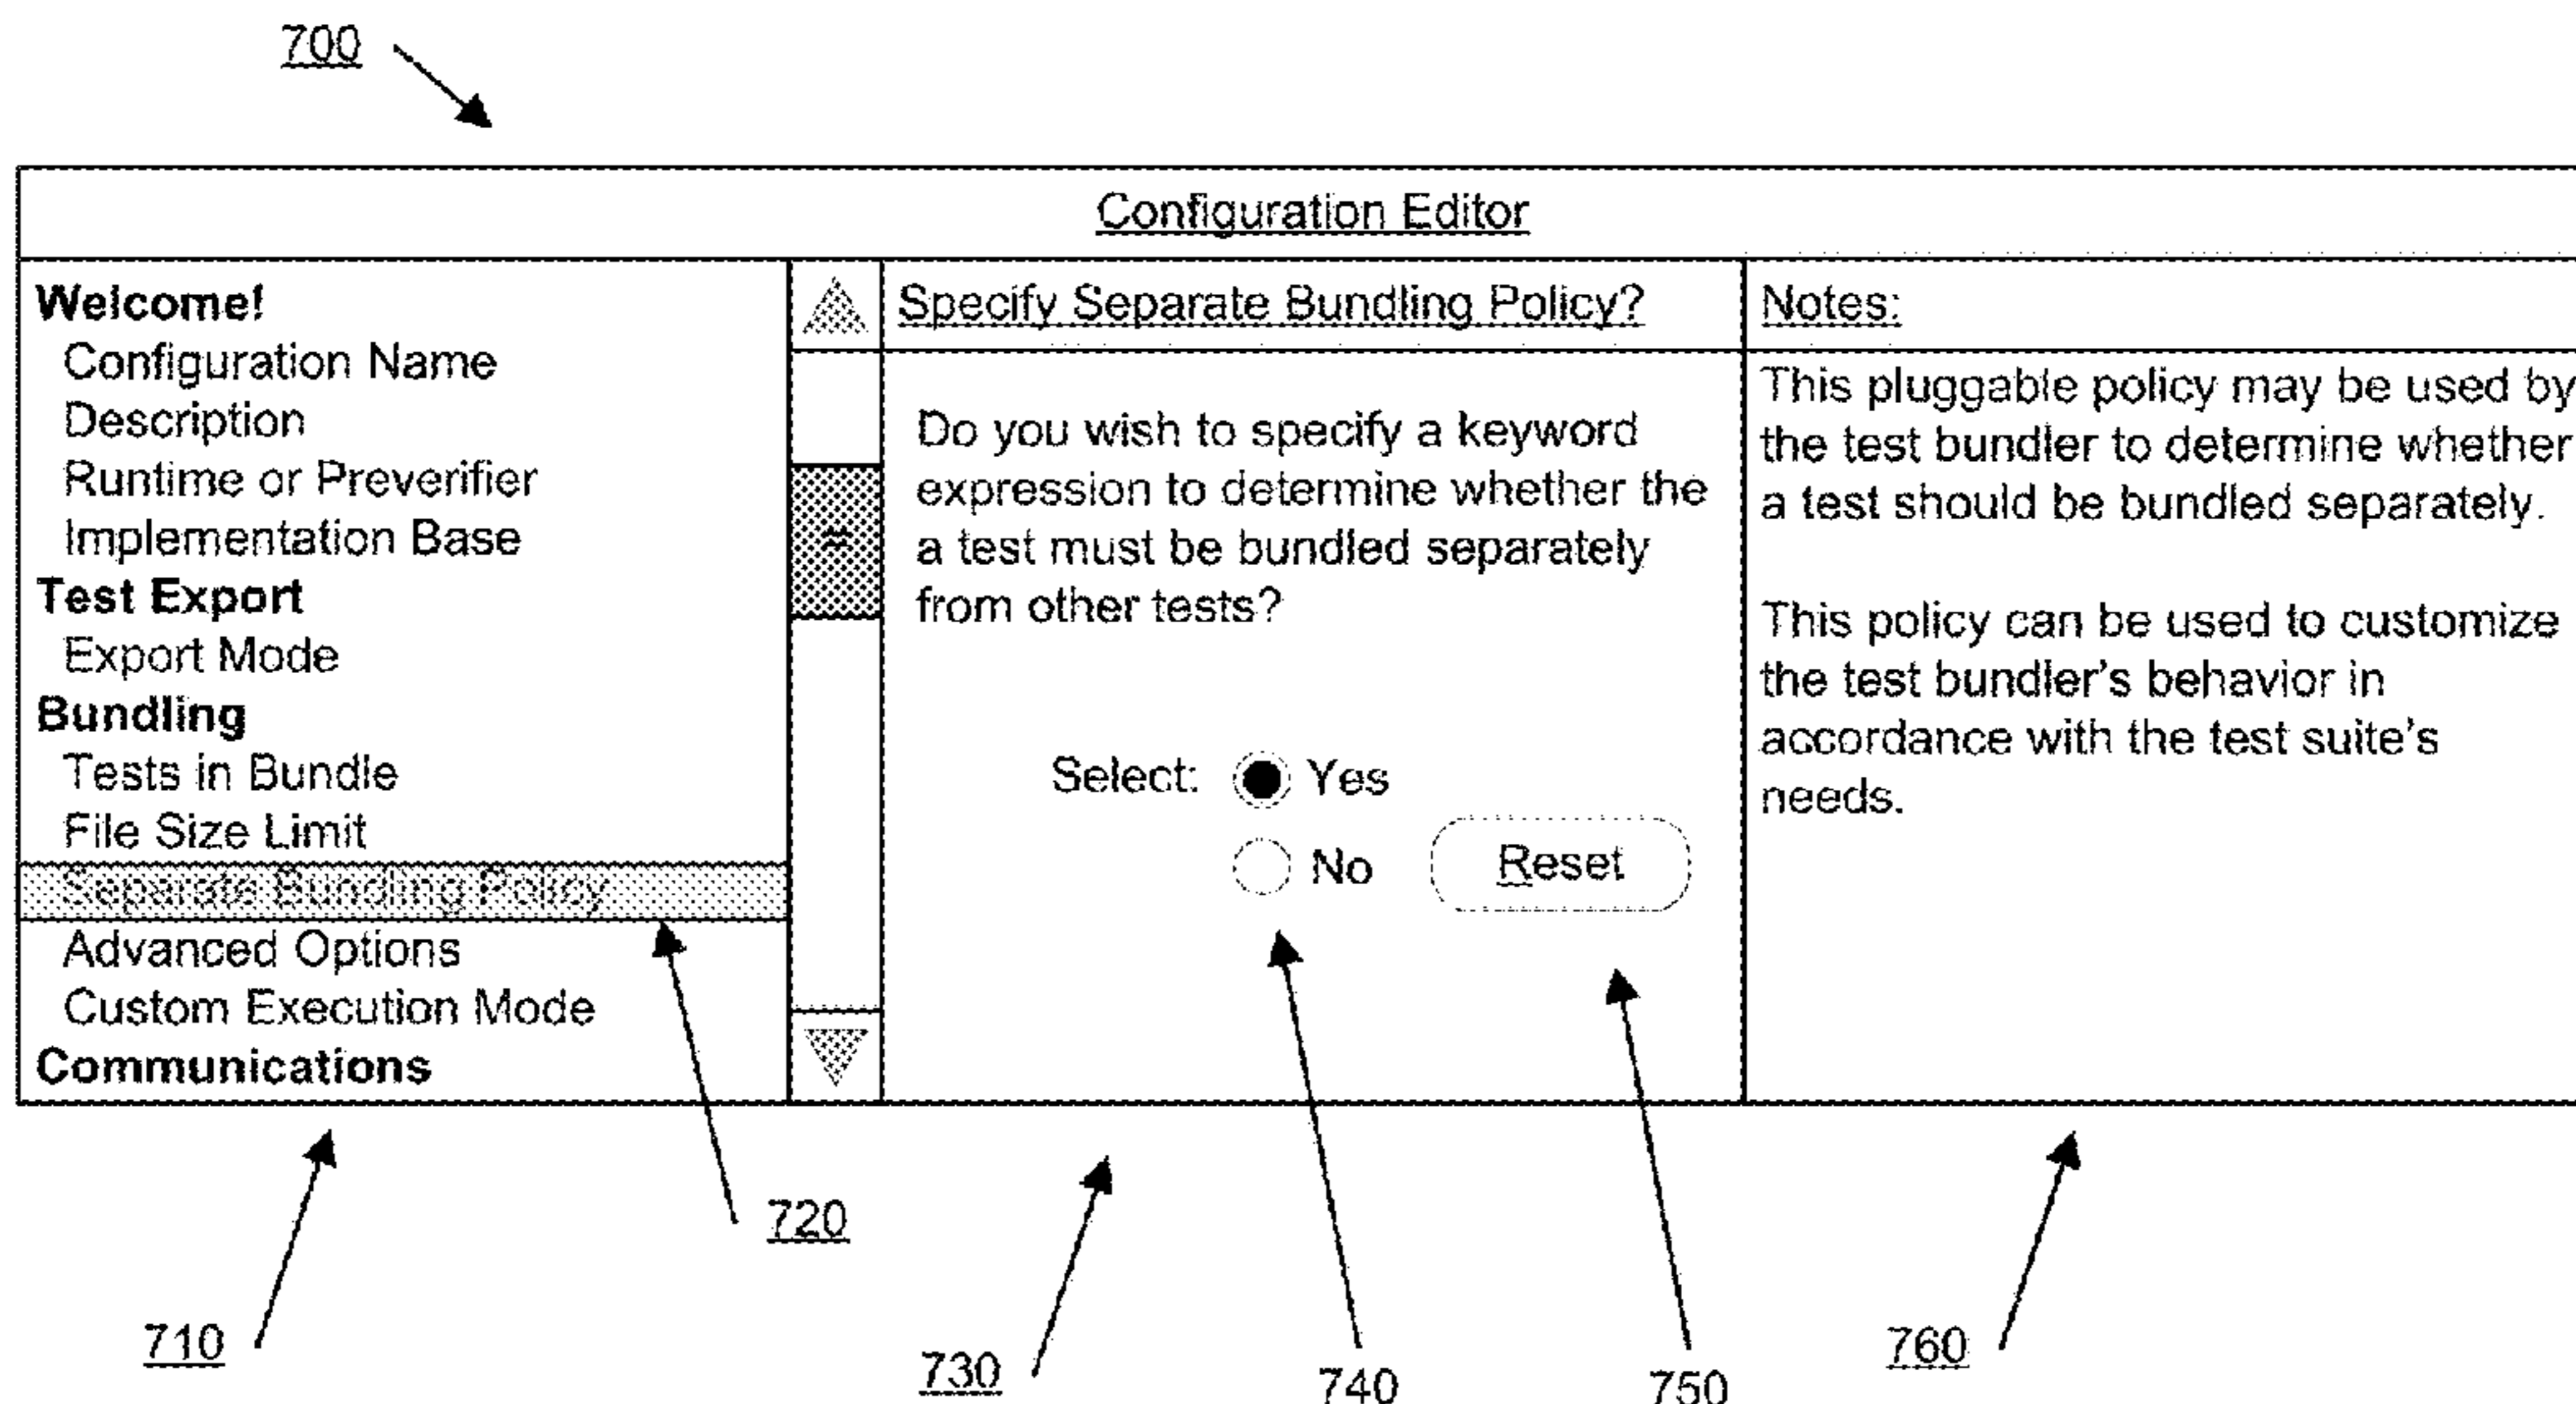 700
Configuration Editor
Welcome!
Configuration Name
Description
Runtime or Preverifier
Implementation Base
Test Export
Export Mode
Bundling
Tests in Bundle
File Size Limit
Separate Bundling Policy
Advanced Options
Custom Execution Mode
Communications
Specify Separate Bundling Policy?
Do you wish to specify a keyword
expression to determine whether the
a test must be bundled separately
from other tests?
Select:
Yes
No
Reset
Notes:
This pluggable policy may be used by
the test bundler to determine whether
a test should be bundled separately.
This policy can be used to customize
the test bundler's behavior in
accordance with the test suite's
needs.
710
720
730
740
750
760